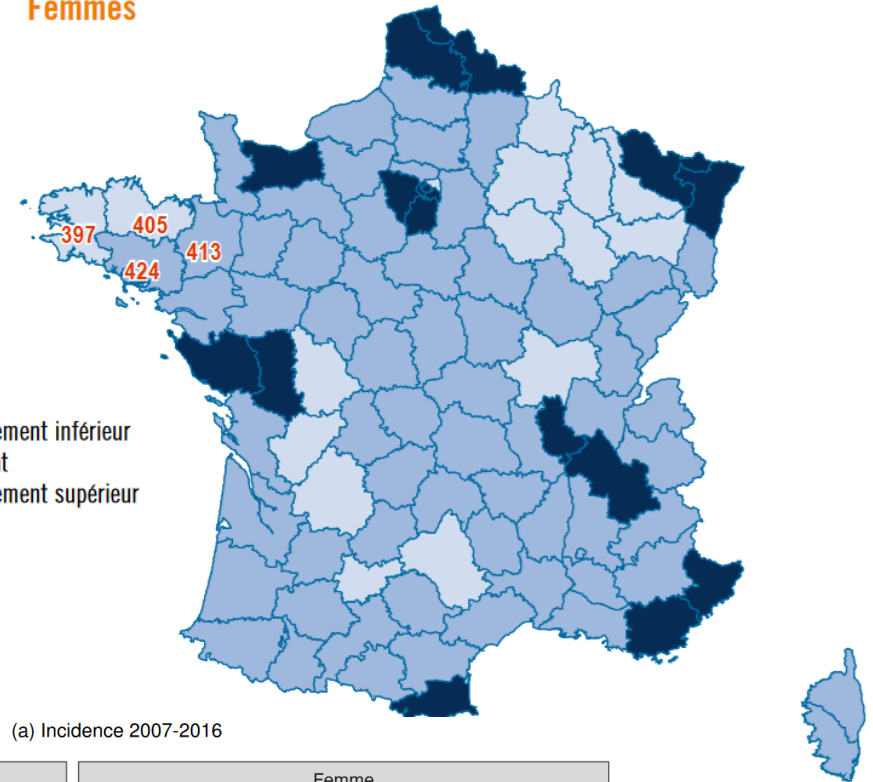 Femmes
405
397
413
424
ement inférieur
t
ement supérieur
(a) Incidence 2007-2016
Femme